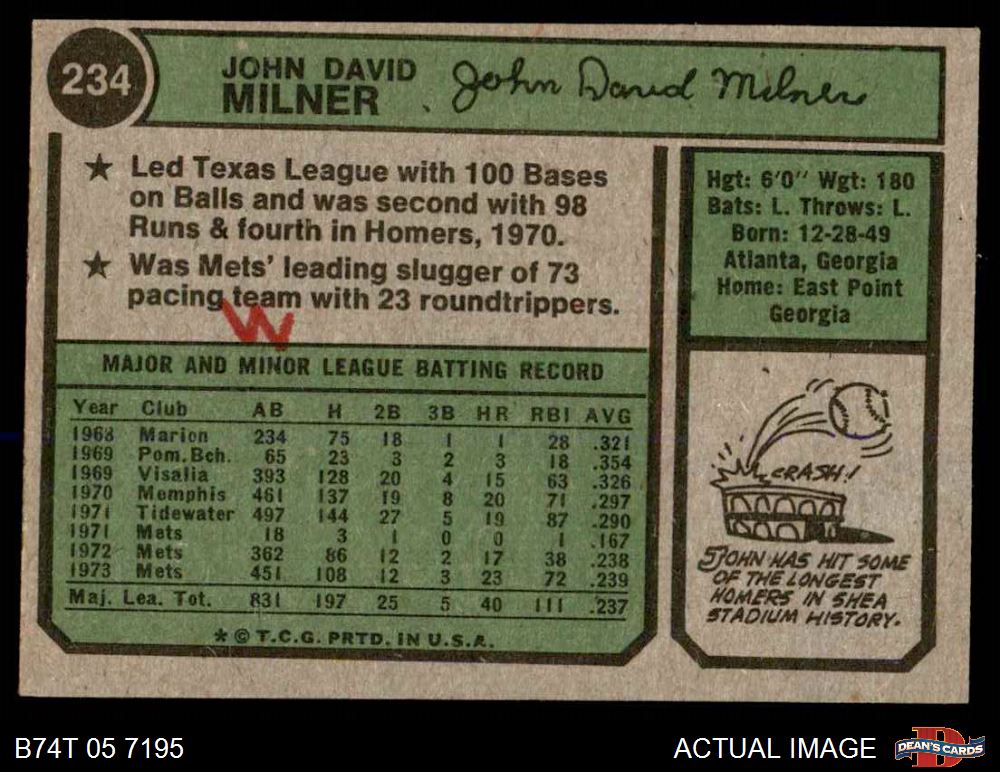 234
JOHN DAVID
MILNER
John David Milner
★ Led Texas League with 100 Bases
on Balls and was second with 98
Runs & fourth in Homers, 1970.
★ Was Mets' leading slugger of 73
pacing team with 23 roundtrippers.
W
Hgt: 6'0" Wgt: 180
Bats: L. Throws: L.
Born: 12-28-49
Atlanta, Georgia
Home: East Point
Georgia
MAJOR AND MINOR LEAGUE BATTING RECORD
Year Club AB H 2B 3B HR RBI AVG
1968 Marion 234 75 18 1 1 28 .321
1969 Pom. Bch. 65 23 3 2 3 18 .354
1969 Visalia 393 128 20 4 15 63 .326
1970 Memphis 461 137 19 8 20 71 .297
1971 Tidewater 497 144 27 5 19 87 .290
1971 Mets 18 3 1 0 0 1 .167
1972 Mets 362 86 12 2 17 38 .238
1973 Mets 451 108 12 3 23 72 .239
Maj. Lea. Tot. 831 197 25 5 40 111 .237
* © T.C.G. PRTD. IN U.S.A.
CRASH!
JOHN HAS HIT SOME
OF THE LONGEST
HOMERS IN SHEA
STADIUM HISTORY.
B74T 05 7195
ACTUAL IMAGE
D
DEAN'S CARDS